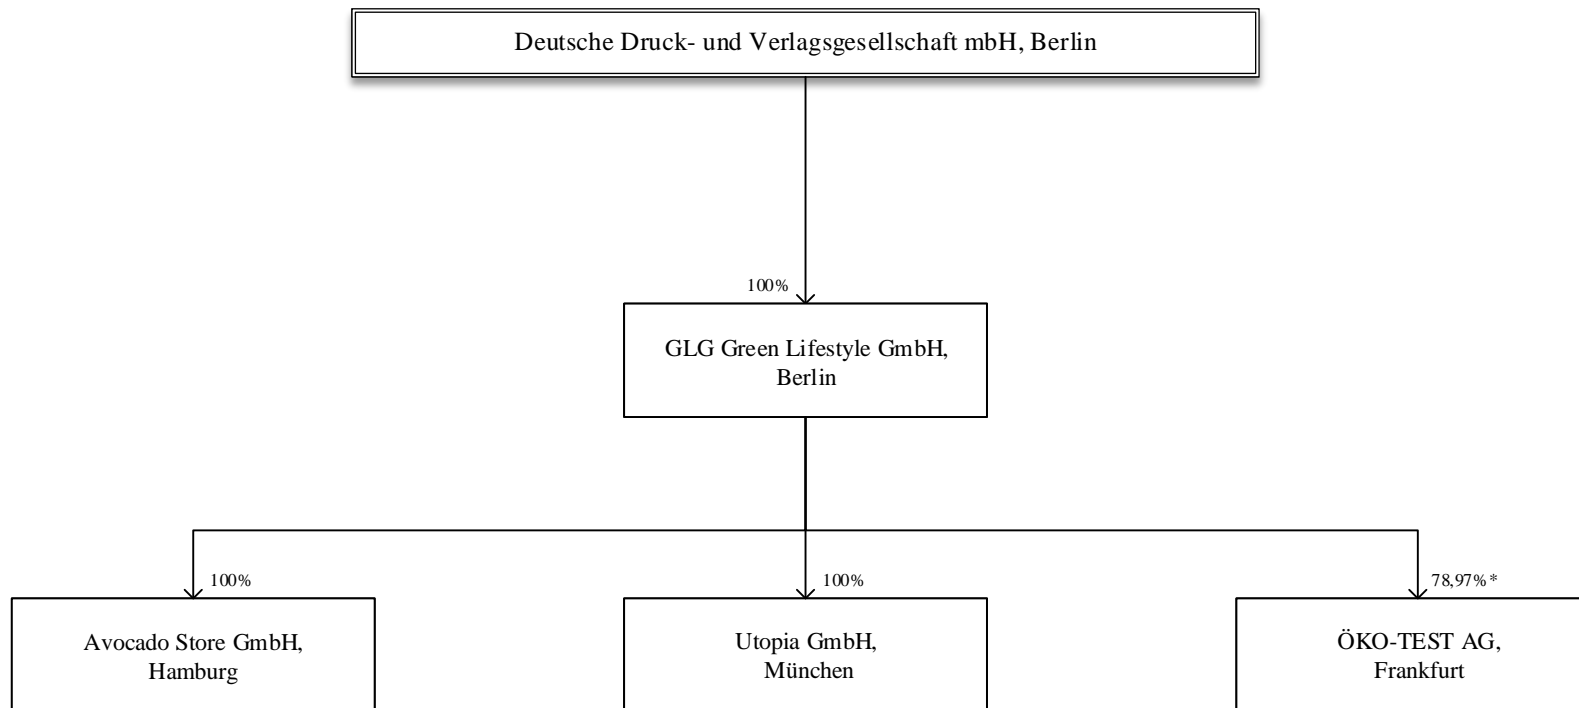 Deutsche Druck- und Verlagsgesellschaft mbH, Berlin
100%
GLG Green Lifestyle GmbH,
Berlin
100%
100%
78,97%*
Avocado Store GmbH,
Hamburg
Utopia GmbH,
München
ÖKO-TEST AG,
Frankfurt